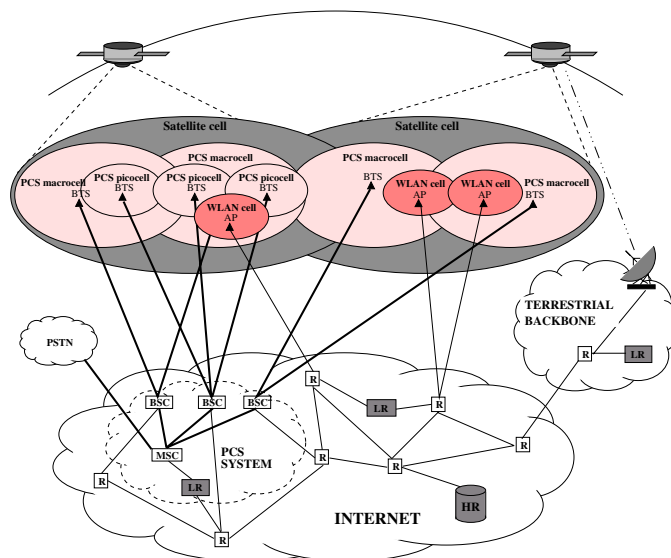 Satellite cell
Satellite cell
PCS macrocell
PCS macrocell
PCS macrocell
PCS macrocell
PCS picocell
PCS picocell
PCS picocell
WLAN cell
WLAN cell
WLAN cell
BTS
BTS
BTS
BTS
BTS
BTS
AP
AP
AP
TERRESTRIAL
BACKBONE
R
LR
PSTN
R
BSC
BSC
BSC
LR
R
R
MSC
PCS
SYSTEM
R
R
R
LR
HR
INTERNET
R